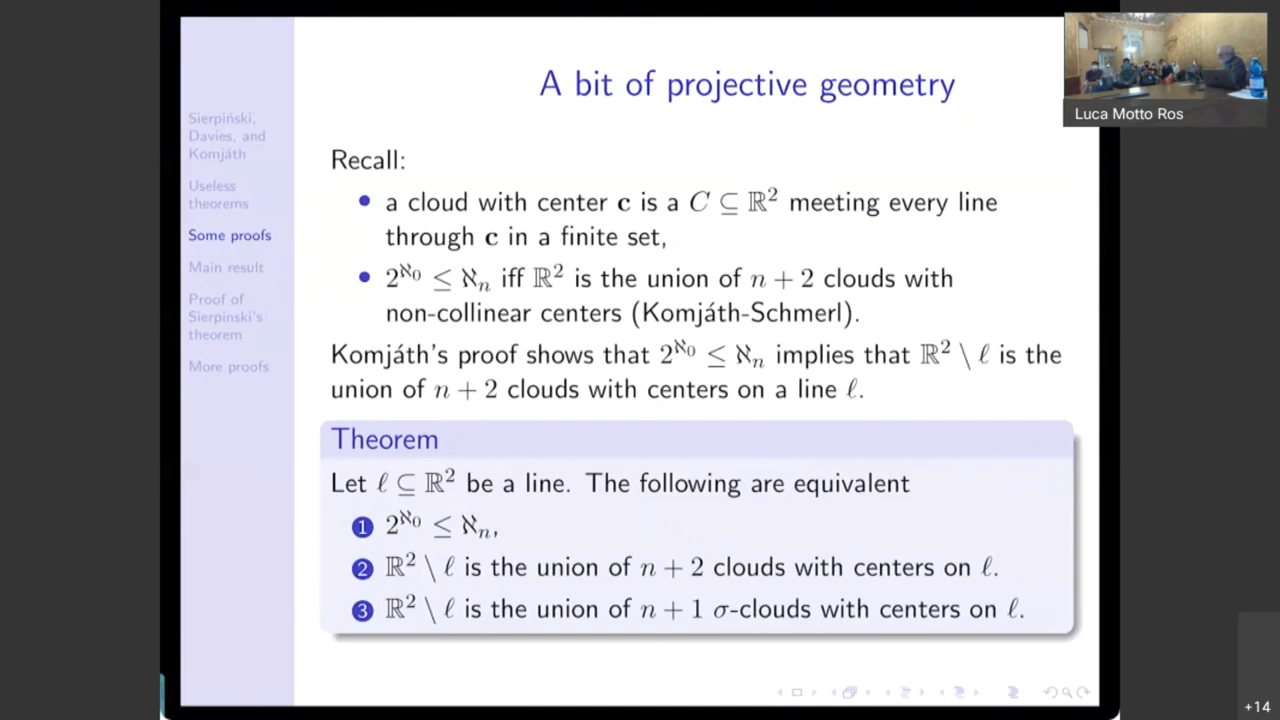 A bit of projective geometry
Sierpiński,
Davies, and
Komjáth
Useless
theorems
Some proofs
Main result
Proof of
Sierpinski's
theorem
More proofs
Recall:
• a cloud with center c is a C ⊆ ℝ² meeting every line
through c in a finite set,
• 2^ℵ₀ ≤ ℵₙ iff ℝ² is the union of n + 2 clouds with
non-collinear centers (Komjáth-Schmerl).
Komjáth's proof shows that 2^ℵ₀ ≤ ℵₙ implies that ℝ² \ ℓ is the
union of n + 2 clouds with centers on a line ℓ.
Theorem
Let ℓ ⊆ ℝ² be a line. The following are equivalent
1 2^ℵ₀ ≤ ℵₙ,
2 ℝ² \ ℓ is the union of n + 2 clouds with centers on ℓ.
3 ℝ² \ ℓ is the union of n + 1 σ-clouds with centers on ℓ.
Luca Motto Ros
+14